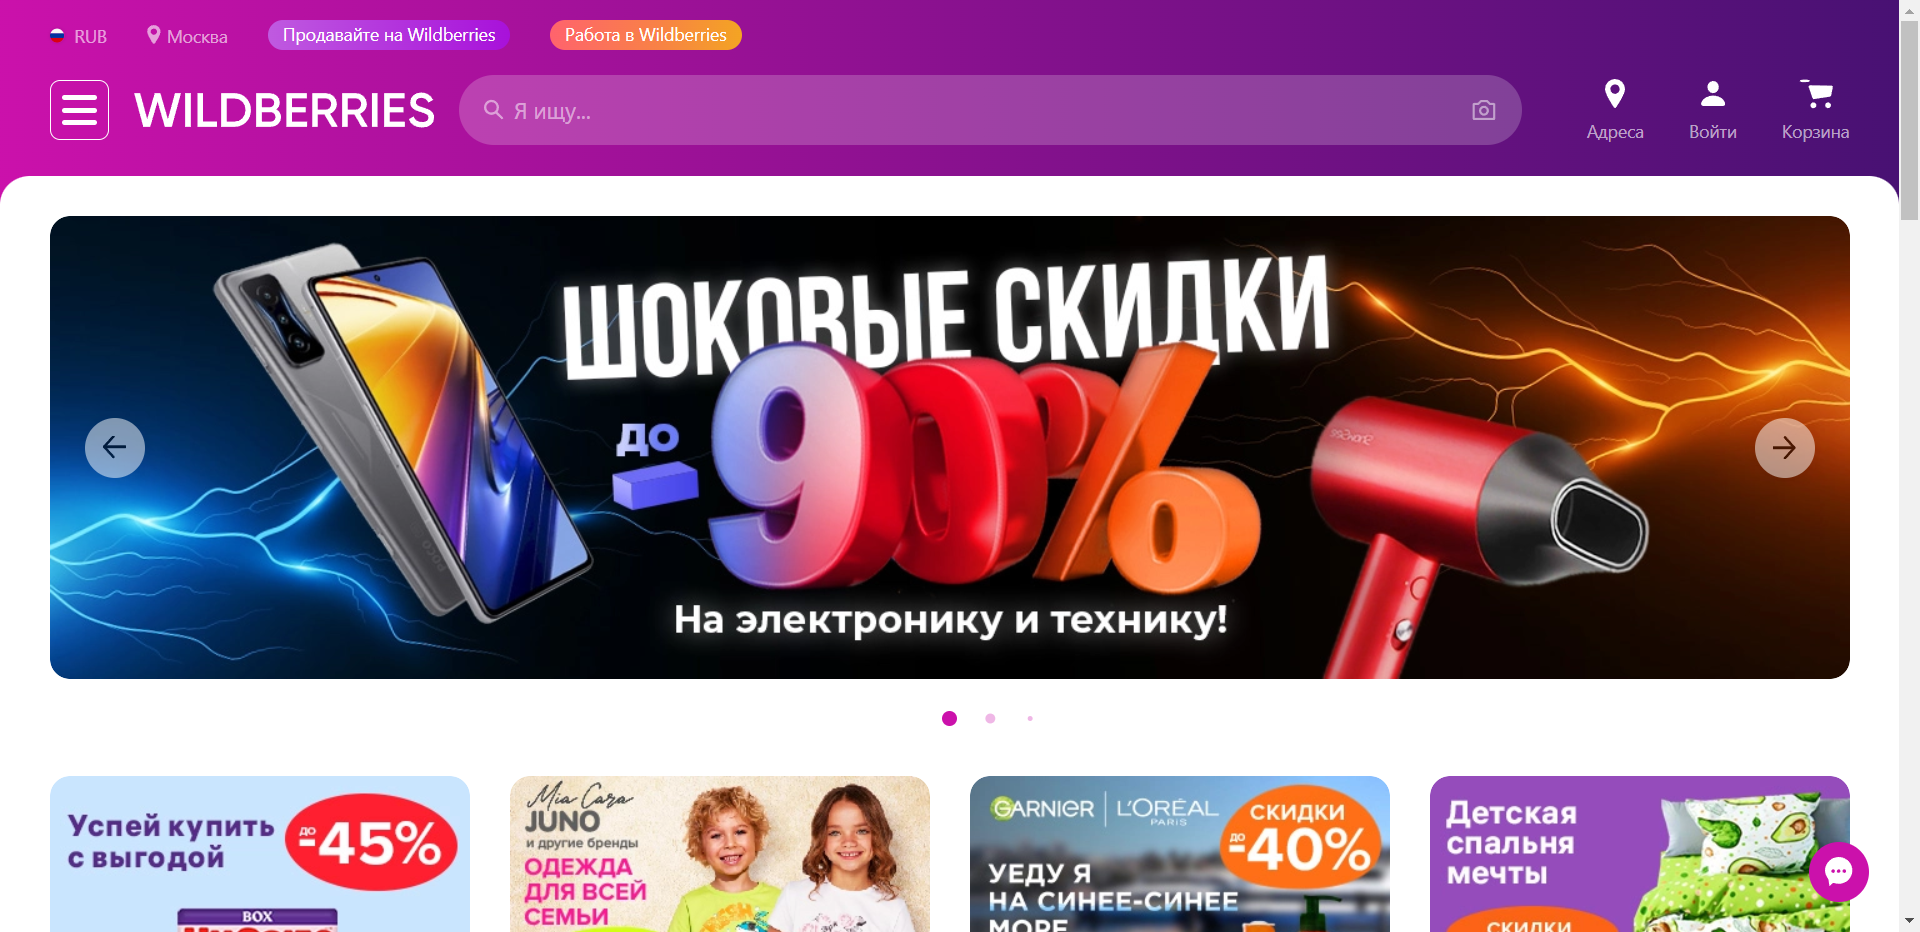 RUB
Москва
Продавайте на Wildberries
Работа в Wildberries
WILDBERRIES
Я ищу...
Адреса
Войти
Корзина
ШОКОВЫЕ СКИДКИ
до
-90%
На электронику и технику!
POCO
Успей купить
с выгодой
до
-45%
BOX
Mia Cara
JUNO
и другие бренды
ОДЕЖДА
ДЛЯ ВСЕЙ
СЕМЬИ
GARNIER | L'ORÉAL
PARIS
СКИДКИ
до
-40%
УЕДУ Я
НА СИНЕЕ-СИНЕЕ
МОРЕ
Детская
спальня
мечты
СКИДКИ